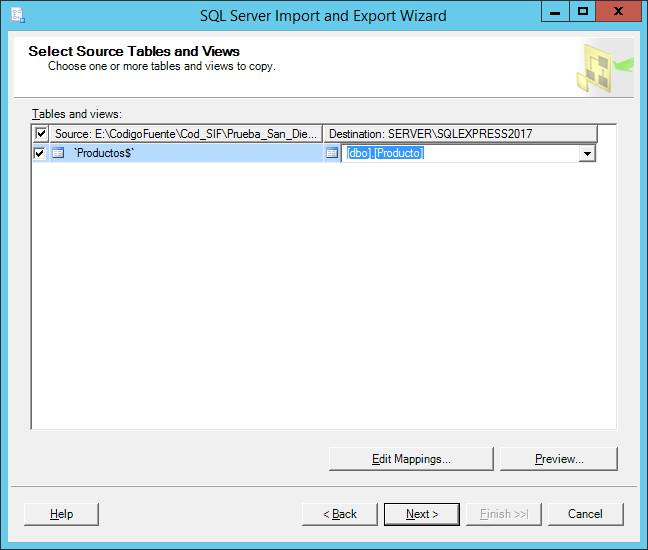 SQL Server Import and Export Wizard
Select Source Tables and Views
Choose one or more tables and views to copy.
Tables and views:
Source: E:\CodigoFuente\Cod_SIF\Prueba_San_Die... Destination: SERVER\SQLEXPRESS2017
`Productos$` [dbo].[Producto]
Edit Mappings... Preview...
Help < Back Next > Finish >>| Cancel